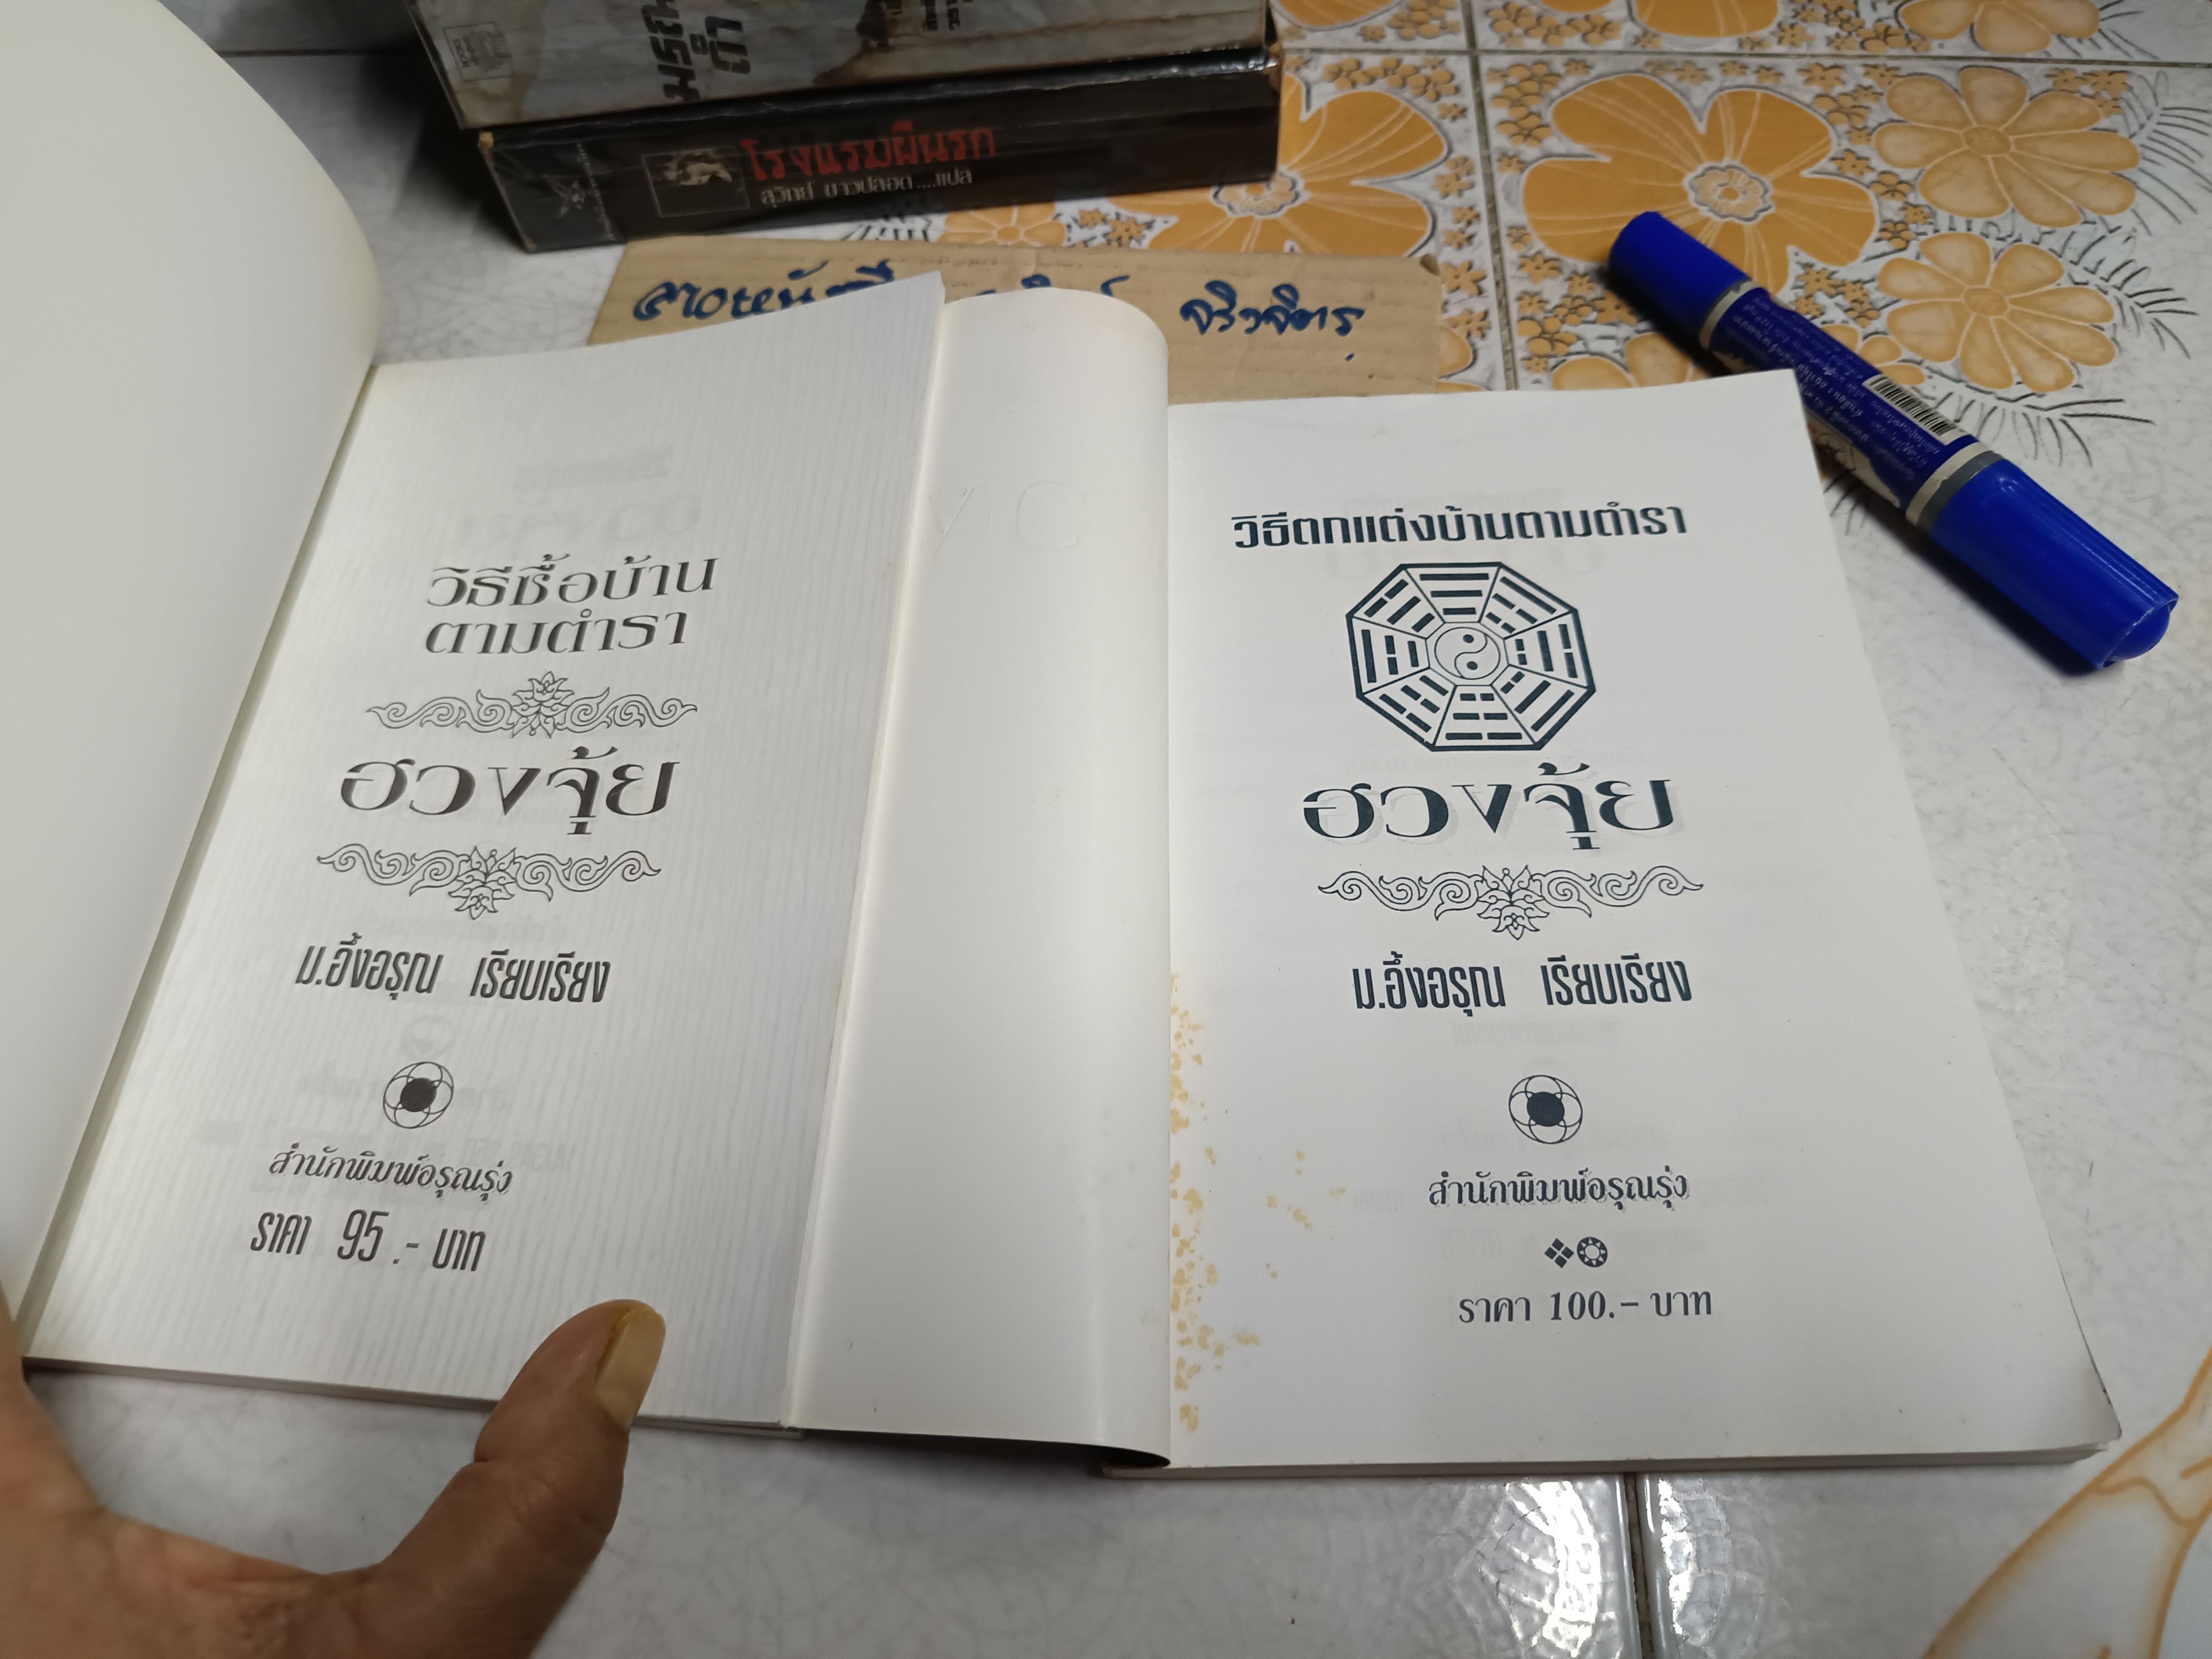 โรงแรมผีนรก
สุวิทย์ ขาวปลอด....แปล
วิธีซื้อบ้าน
ตามตำรา
ฮวงจุ้ย
ม.อึ้งอรุณ เรียบเรียง
สำนักพิมพ์อรุณรุ่ง
ราคา 95.- บาท
วิธีตกแต่งบ้านตามตำรา
ฮวงจุ้ย
ม.อึ้งอรุณ เรียบเรียง
สำนักพิมพ์อรุณรุ่ง
ราคา 100.- บาท